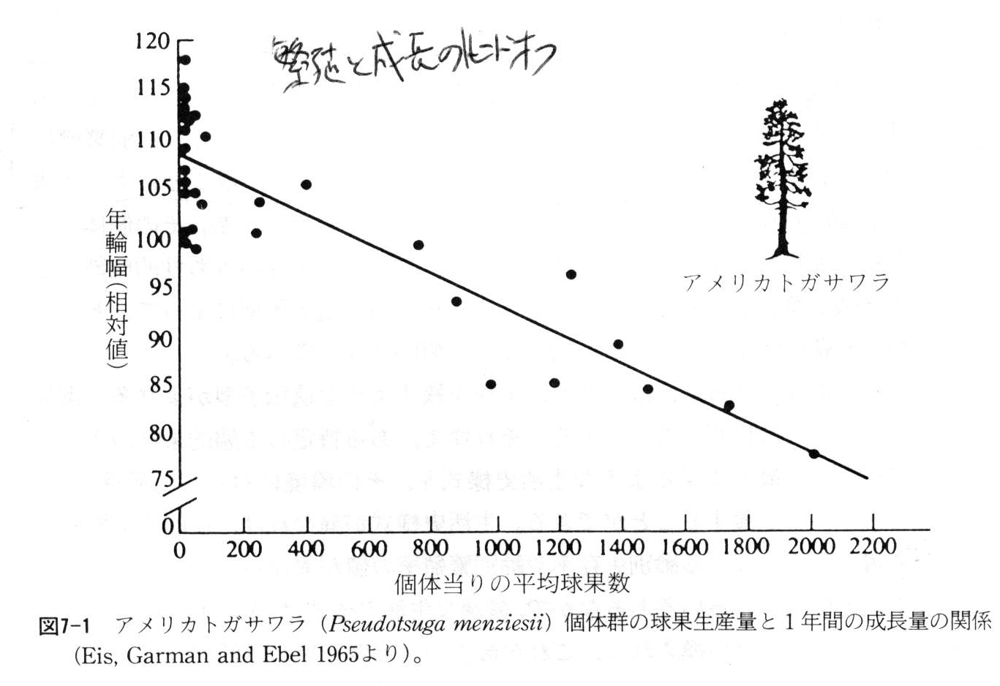 繁殖と成長のトレードオフ
120
115
110
105
100
95
90
85
80
75
0
年輪幅(相対値)
アメリカトガサワラ
0 200 400 600 800 1000 1200 1400 1600 1800 2000 2200
個体当りの平均球果数
図7-1 アメリカトガサワラ（Pseudotsuga menziesii）個体群の球果生産量と1年間の成長量の関係
(Eis, Garman and Ebel 1965より)。